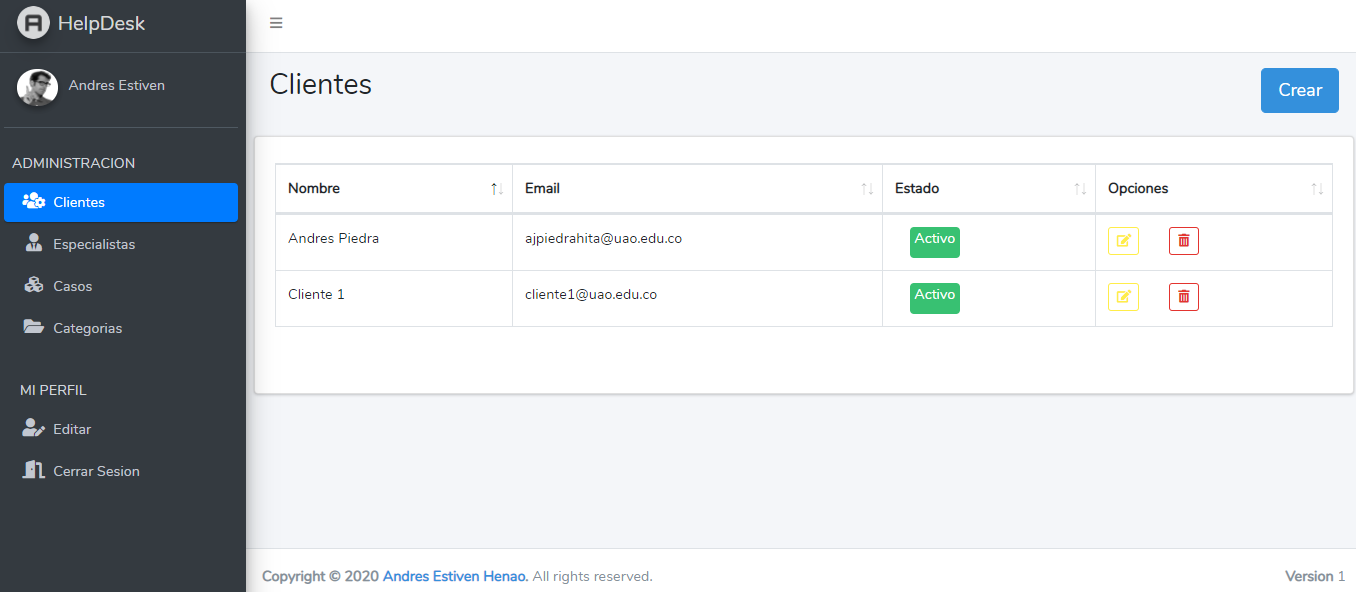 HelpDesk
Andres Estiven
ADMINISTRACION
Clientes
Especialistas
Casos
Categorias
MI PERFIL
Editar
Cerrar Sesion
Clientes
Crear
Nombre Email Estado Opciones
Andres Piedra ajpiedrahita@uao.edu.co Activo
Cliente 1 cliente1@uao.edu.co Activo
Copyright © 2020 Andres Estiven Henao. All rights reserved.
Version 1